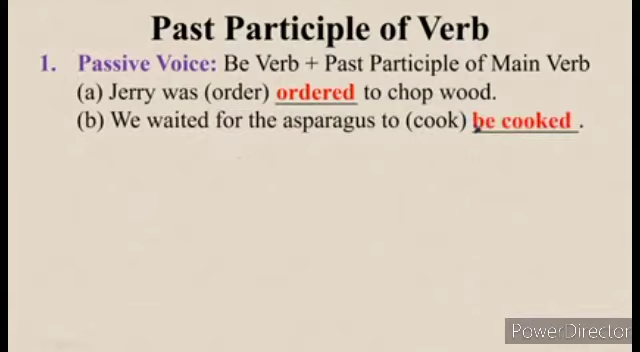 Past Participle of Verb
1. Passive Voice: Be Verb + Past Participle of Main Verb
(a) Jerry was (order) ordered to chop wood.
(b) We waited for the asparagus to (cook) be cooked .
PowerDirector